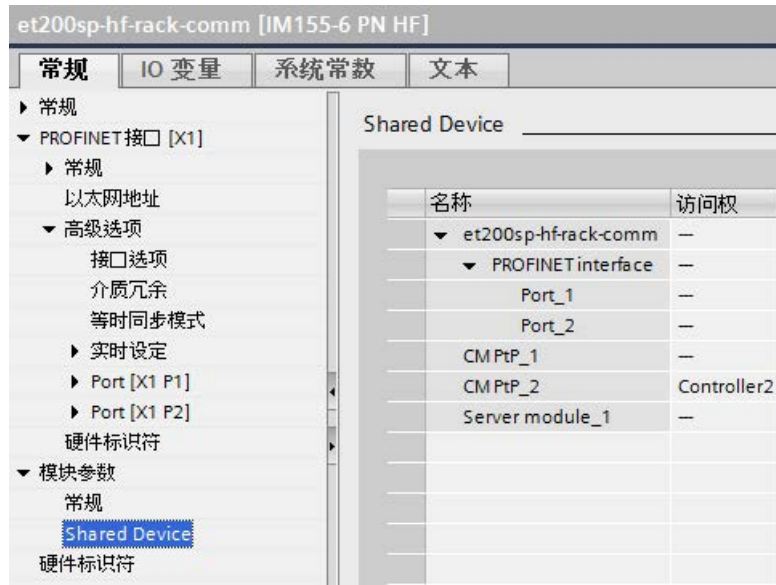 et200sp-hf-rack-comm [IM155-6 PN HF]
常规 IO 变量 系统常数 文本
常规
PROFINET接口 [X1]
常规
以太网地址
高级选项
接口选项
介质冗余
等时同步模式
实时设定
Port [X1 P1]
Port [X1 P2]
硬件标识符
模块参数
常规
Shared Device
硬件标识符
Shared Device
名称 访问权
et200sp-hf-rack-comm —
PROFINET interface —
Port_1 —
Port_2 —
CM PtP_1 —
CM PtP_2 Controller2
Server module_1 —